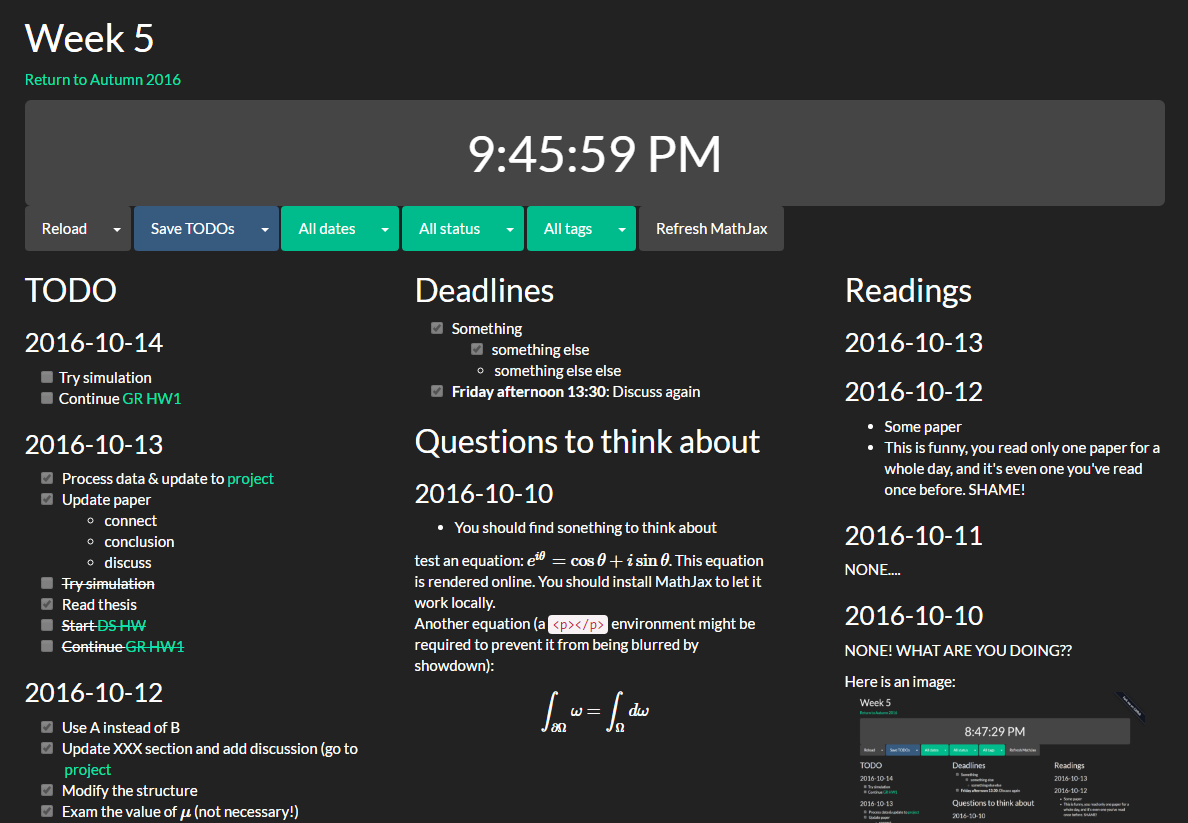 Week 5
Return to Autumn 2016
9:45:59 PM
Reload Save TODOs All dates All status All tags Refresh MathJax
TODO
2016-10-14
Try simulation
Continue GR HW1
2016-10-13
Process data & update to project
Update paper
connect
conclusion
discuss
Try simulation
Read thesis
Start DS HW
Continue GR HW1
2016-10-12
Use A instead of B
Update XXX section and add discussion (go to
project
Modify the structure
Exam the value of μ (not necessary!)
Deadlines
Something
something else
something else else
Friday afternoon 13:30: Discuss again
Questions to think about
2016-10-10
You should find sonething to think about
test an equation: e^{iθ} = cos θ + i sin θ. This equation
is rendered online. You should install MathJax to let it
work locally.
Another equation (a <p></p> environment might be
required to prevent it from being blurred by
showdown):
∫_{∂Ω} ω = ∫_Ω dω
Readings
2016-10-13
2016-10-12
Some paper
This is funny, you read only one paper for a
whole day, and it's even one you've read
once before. SHAME!
2016-10-11
NONE....
2016-10-10
NONE! WHAT ARE YOU DOING??
Here is an image:
Week 5
Return to Autumn 2016
8:47:29 PM
Reload Save TODOs All dates All status All tags Refresh MathJax
TODO
2016-10-14
Try simulation
Continue GR HW1
2016-10-13
Process data & update to project
Update paper
Deadlines
Something
something else
something else else
Friday afternoon 13:30: Discuss again
Questions to think about
2016-10-10
Readings
2016-10-13
2016-10-12
Some paper
This is funny, you read only one paper for a
whole day, and it's even one you've read
once before. SHAME!